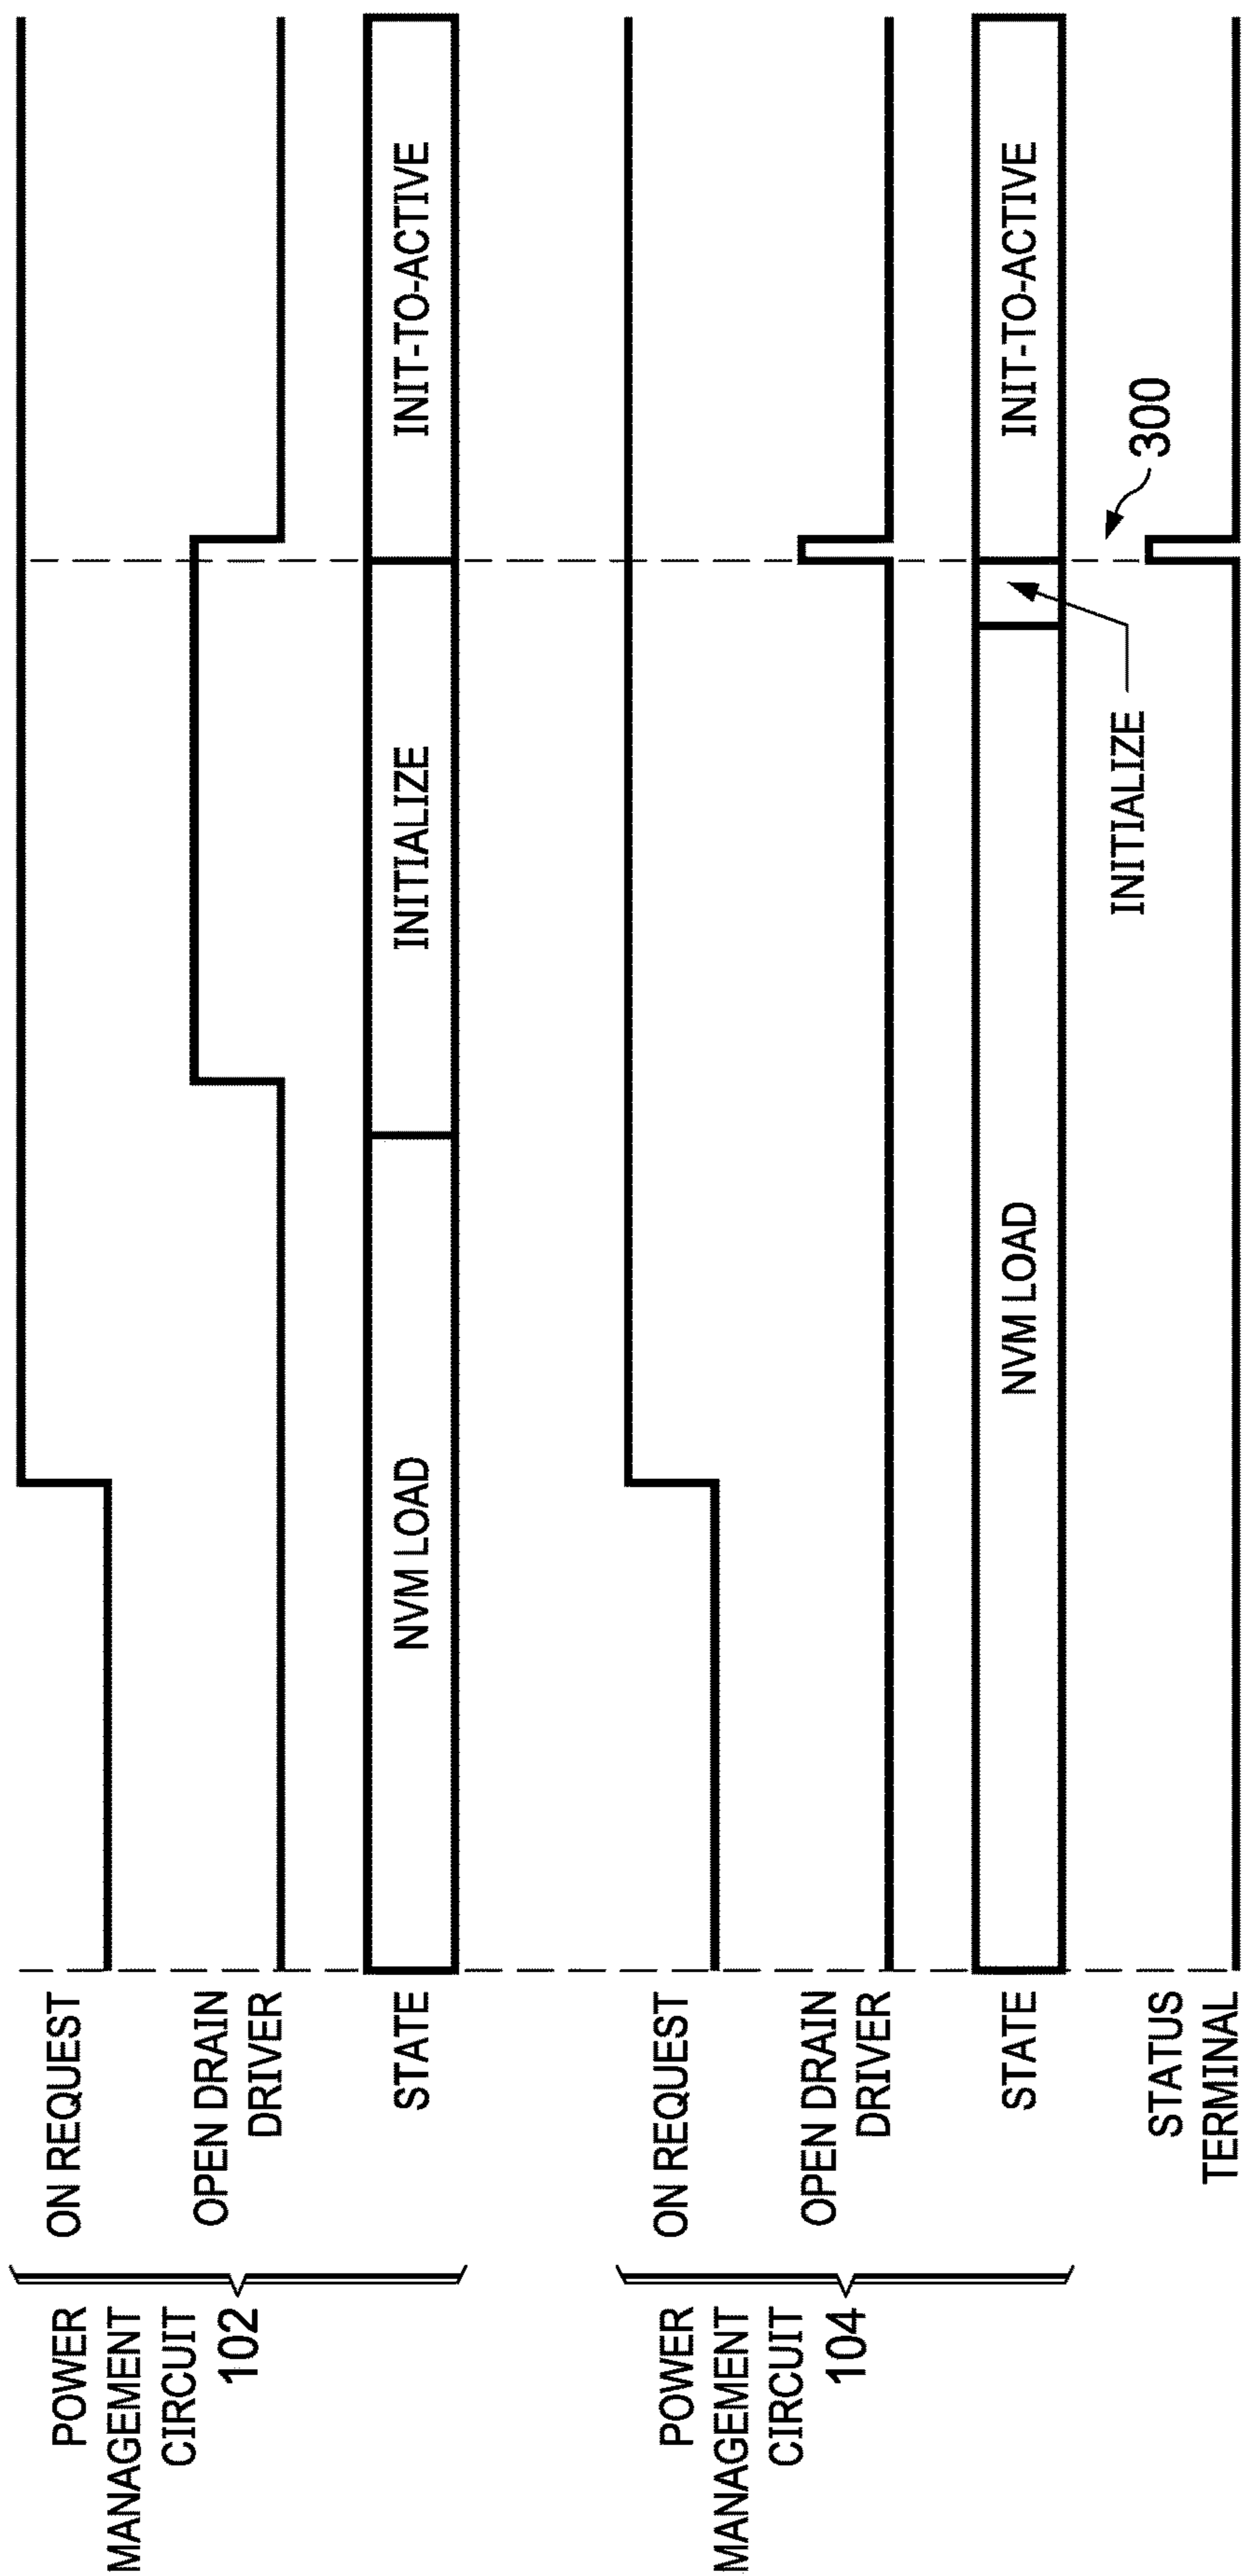 POWER
MANAGEMENT
CIRCUIT
102
ON REQUEST
OPEN DRAIN
DRIVER
STATE
NVM LOAD
INITIALIZE
INIT-TO-ACTIVE
POWER
MANAGEMENT
CIRCUIT
104
ON REQUEST
OPEN DRAIN
DRIVER
STATE
NVM LOAD
INITIALIZE
INIT-TO-ACTIVE
300
STATUS
TERMINAL